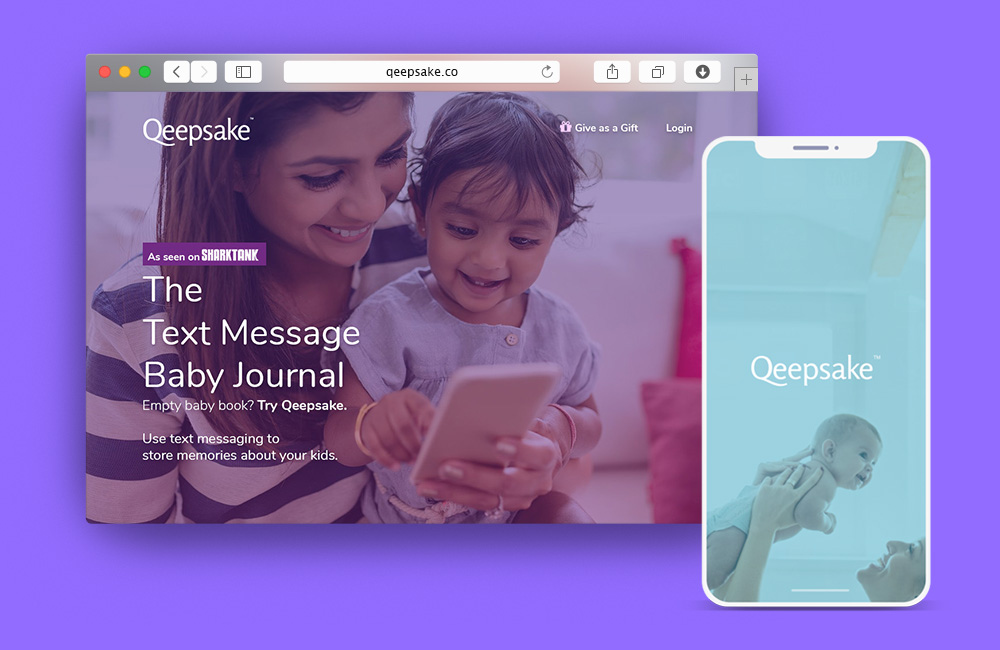 qeepsake.co
Qeepsake™
Give as a Gift
Login
As seen on SHARKTANK
The
Text Message
Baby Journal
Empty baby book? Try Qeepsake.
Use text messaging to
store memories about your kids.
Qeepsake™